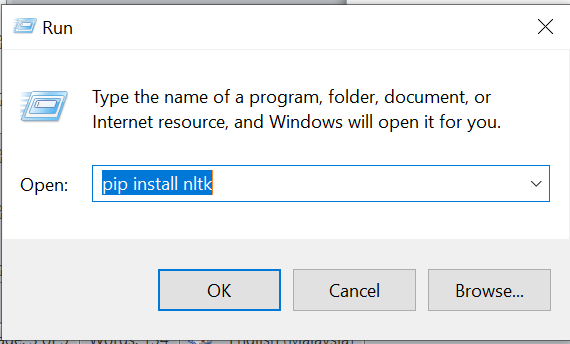 Run
Type the name of a program, folder, document, or
Internet resource, and Windows will open it for you.
Open: pip install nltk
OK Cancel Browse...